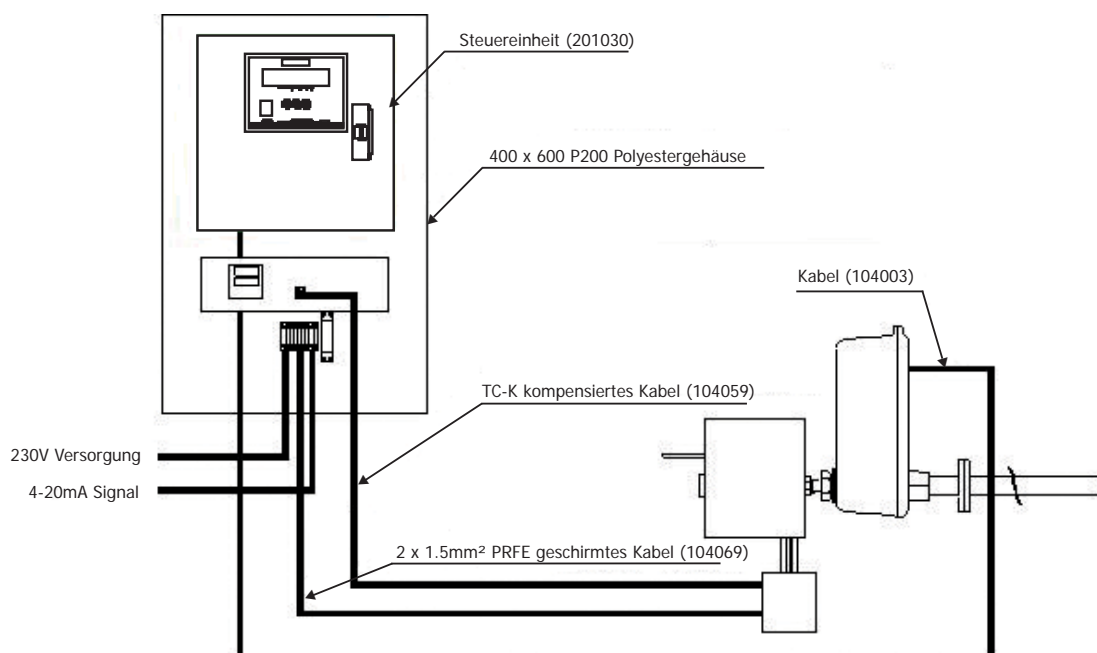 Steuereinheit (201030)
400 x 600 P200 Polyestergehäuse
Kabel (104003)
TC-K kompensiertes Kabel (104059)
230V Versorgung
4-20mA Signal
2 x 1.5mm² PRFE geschirmtes Kabel (104069)